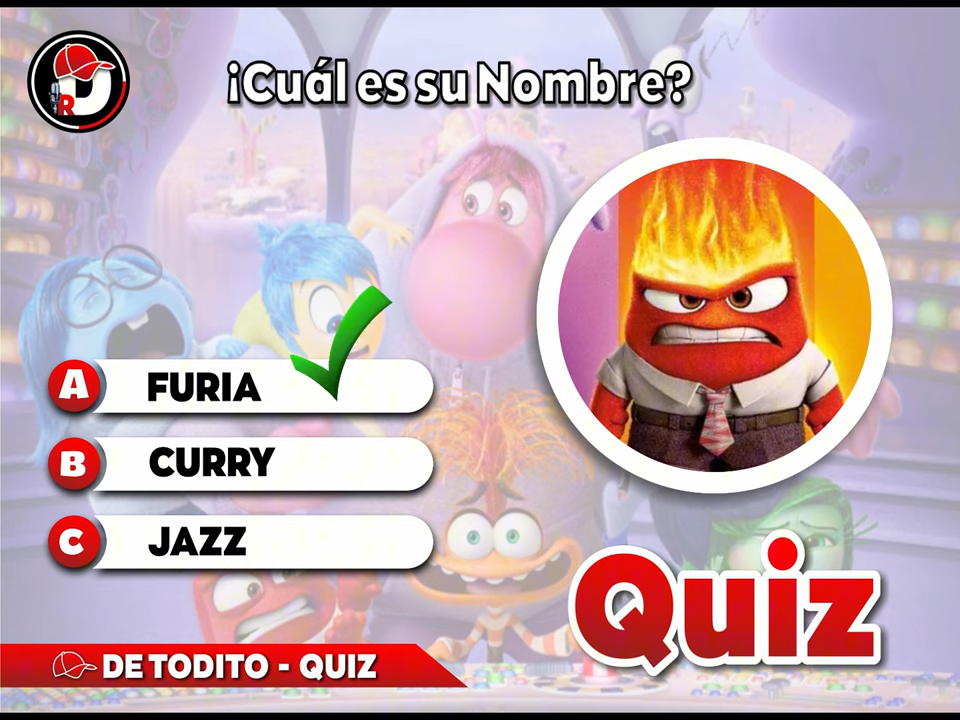 ¡Cuál es su Nombre?
A FURIA
B CURRY
C JAZZ
Quiz
DE TODITO - QUIZ
R